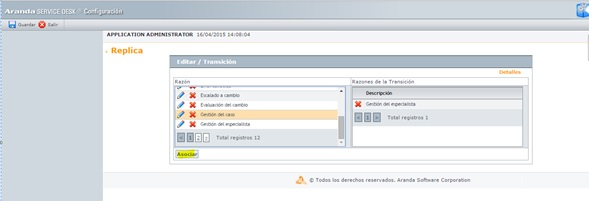 Aranda SERVICE DESK ® Configuración
Guardar Salir
APPLICATION ADMINISTRATOR 16/04/2015 14:08:04
Replica
Editar / Transición
Detalles
Razón
Escalado a cambio
Evaluación del cambio
Gestión del caso
Gestión del especialista
1 2 Total registros 12
Razones de la Transición
Descripción
Gestión del especialista
1 Total registros 1
Asociar
© Todos los derechos reservados. Aranda Software Corporation